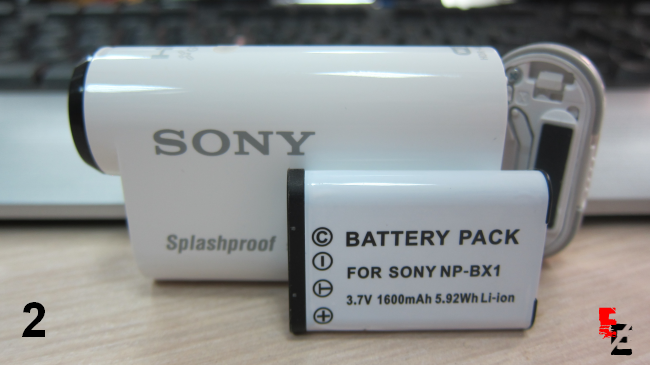 SONY
Splashproof
BATTERY PACK
FOR SONY NP-BX1
3.7V 1600mAh 5.92Wh Li-ion
2